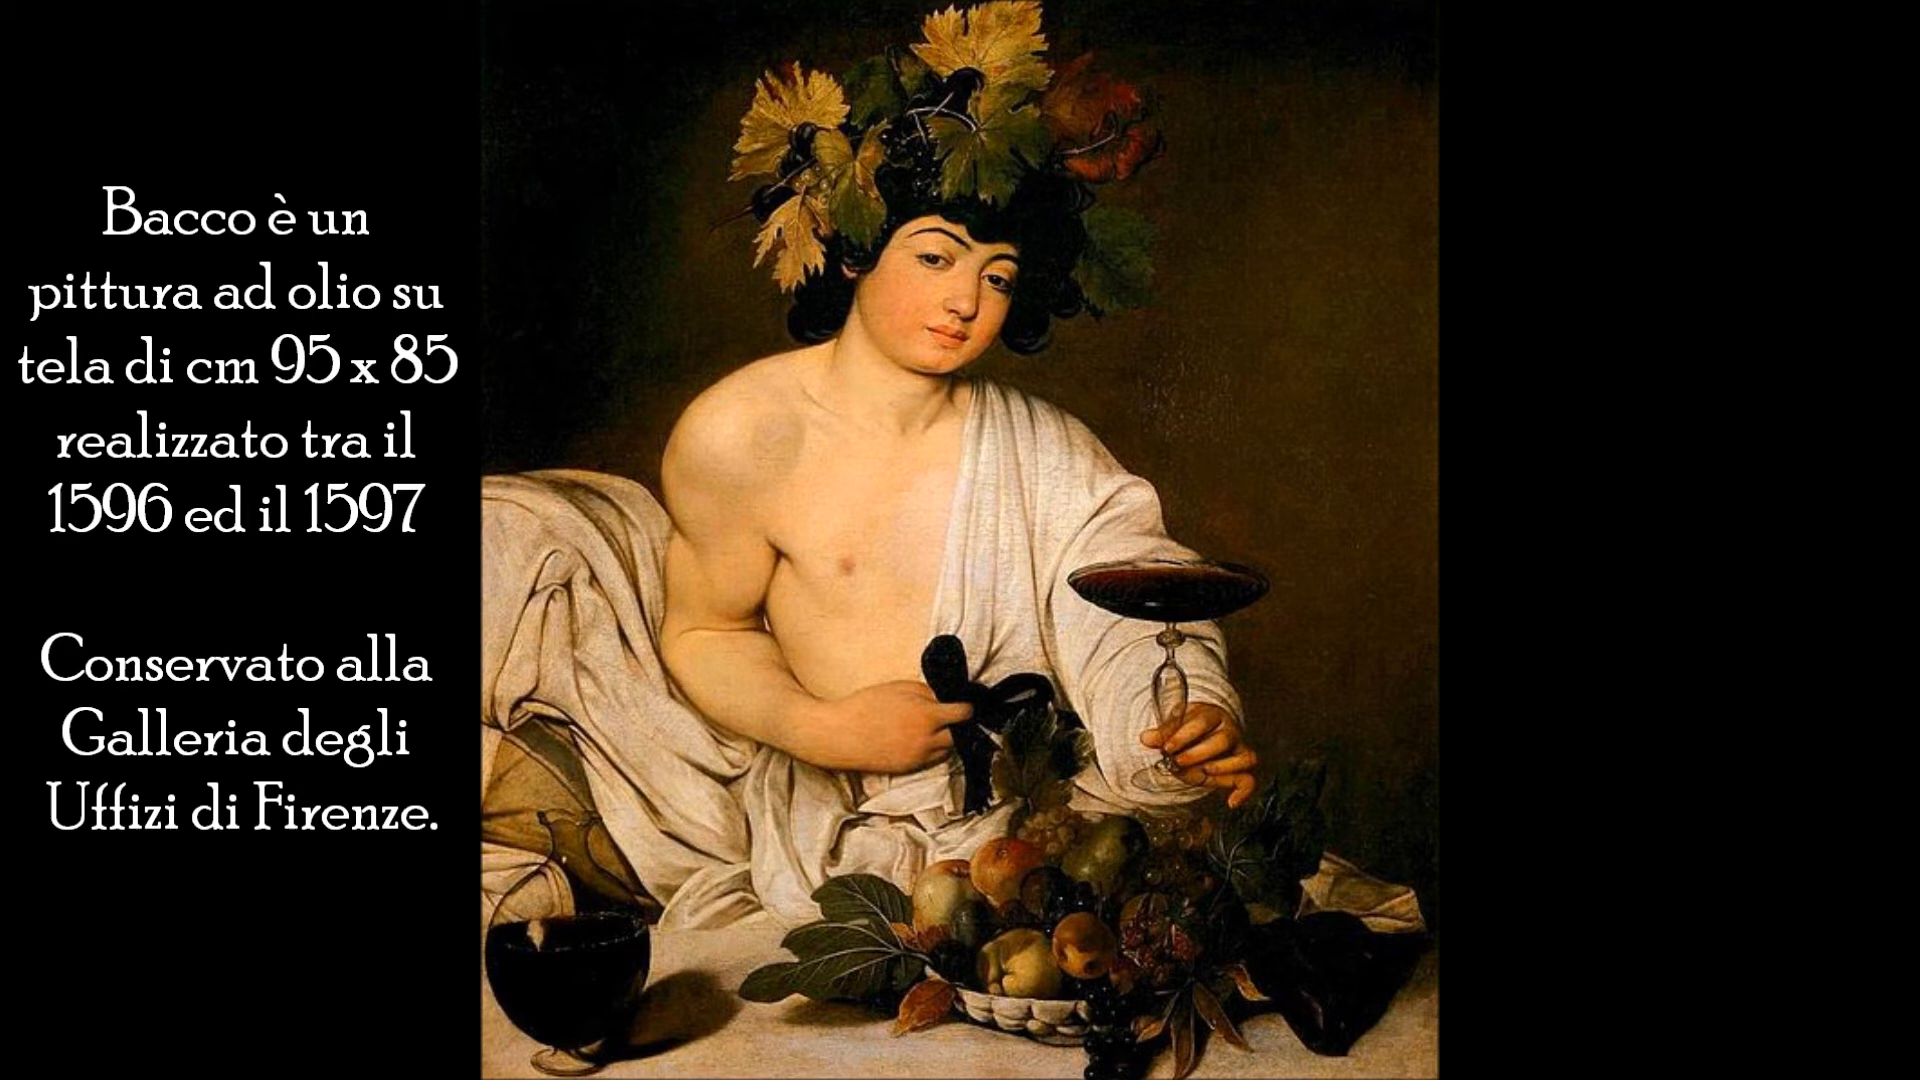 Bacco è un
pittura ad olio su
tela di cm 95 x 85
realizzato tra il
1596 ed il 1597
Conservato alla
Galleria degli
Uffizi di Firenze.